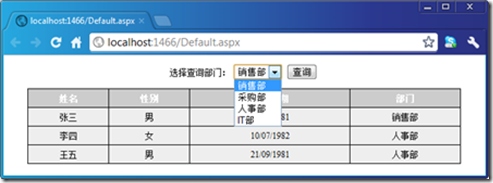 localhost:1466/Default.aspx
localhost:1466/Default.aspx
选择查询部门: 销售部 查询
销售部
采购部
人事部
IT部
姓名 性别 部门
张三 男 销售部
李四 女 10/07/1982 人事部
王五 男 21/09/1981 人事部